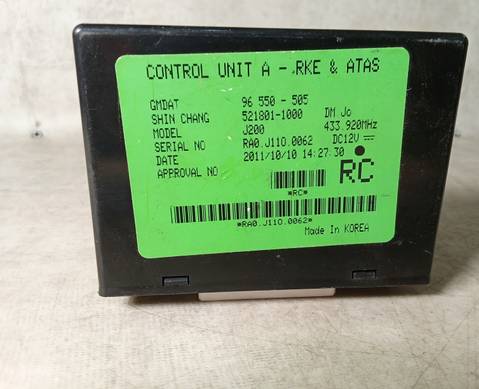 CONTROL UNIT A - RKE & ATAS
GMDAT 96 550 - 505
SHIN CHANG 521801-1000 DM Jc
MODEL J200 433.920MHz
SERIAL NO RA0.J110.0062 DC12V
DATE 2011/10/10 14:27.30
APPROVAL NO RC
*RC*
*RA0.J110.0062*
Made In KOREA